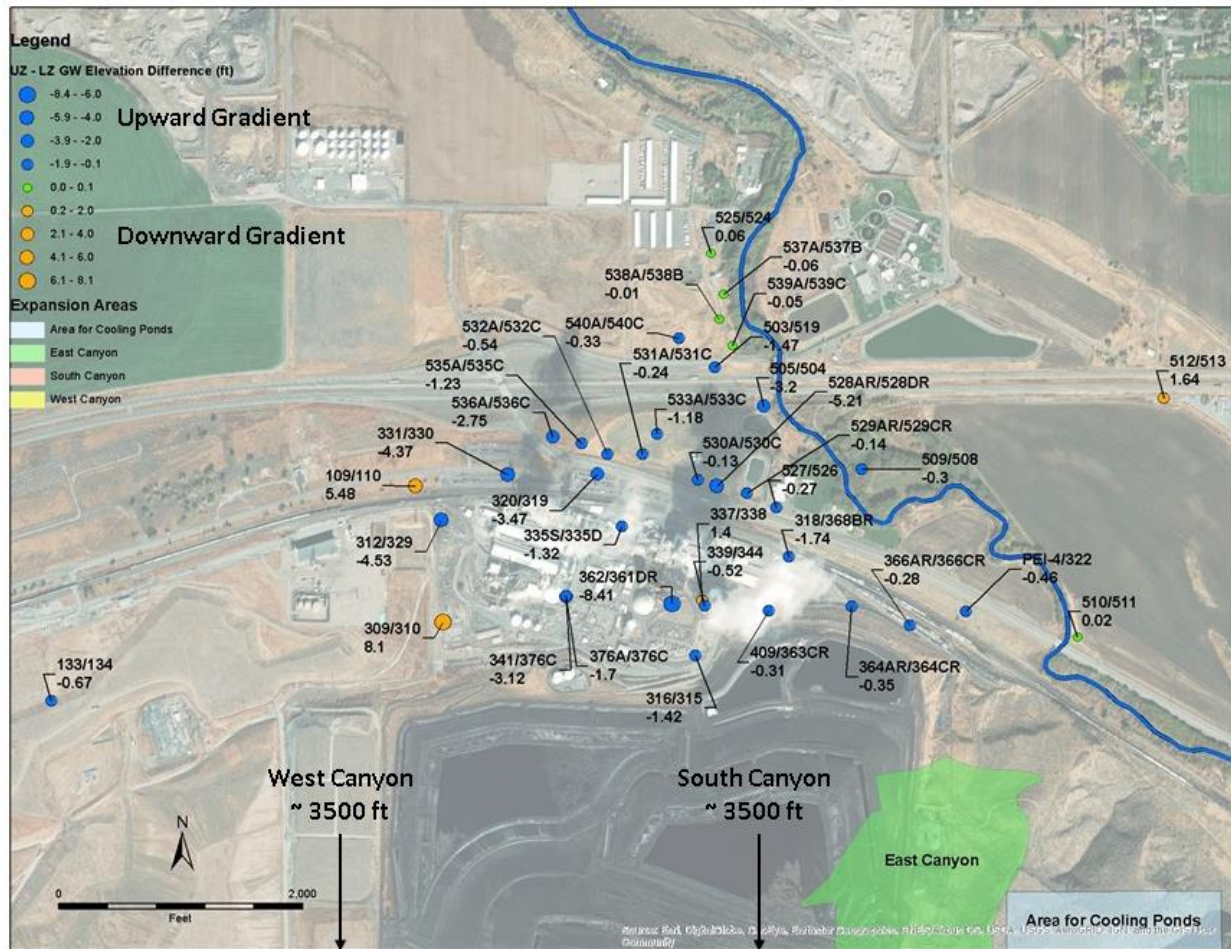 Legend
UZ - LZ GW Elevation Difference (ft)
-8.4 - -6.0
-5.9 - -4.0
Upward Gradient
-3.9 - -2.0
-1.9 - -0.1
0.0 - 0.1
0.2 - 2.0
2.1 - 4.0
Downward Gradient
4.1 - 6.0
6.1 - 8.1
Expansion Areas
Area for Cooling Ponds
East Canyon
South Canyon
West Canyon
525/524
0.06
537A/537B
-0.06
538A/538B
-0.01
539A/539C
-0.05
532A/532C
-0.54
540A/540C
-0.33
503/519
-1.47
531A/531C
-0.24
535A/535C
-1.23
505/504
-3.2
528AR/528DR
-5.21
512/513
1.64
536A/536C
-2.75
533A/533C
-1.18
529AR/529CR
-0.14
331/330
-4.37
530A/530C
-0.13
527/526
-0.27
509/508
-0.3
109/110
5.48
320/319
-3.47
337/338
1.4
318/368BR
-1.74
335S/335D
-1.32
312/329
-4.53
339/344
-0.52
366AR/366CR
-0.28
PEI-4/322
-0.46
362/361DR
-8.41
510/511
0.02
309/310
8.1
133/134
-0.67
341/376C
-3.12
376A/376C
-1.7
409/363CR
-0.31
364AR/364CR
-0.35
316/315
-1.42
West Canyon
~ 3500 ft
South Canyon
~ 3500 ft
N
East Canyon
0 2,000
Feet
Area for Cooling Ponds
Community